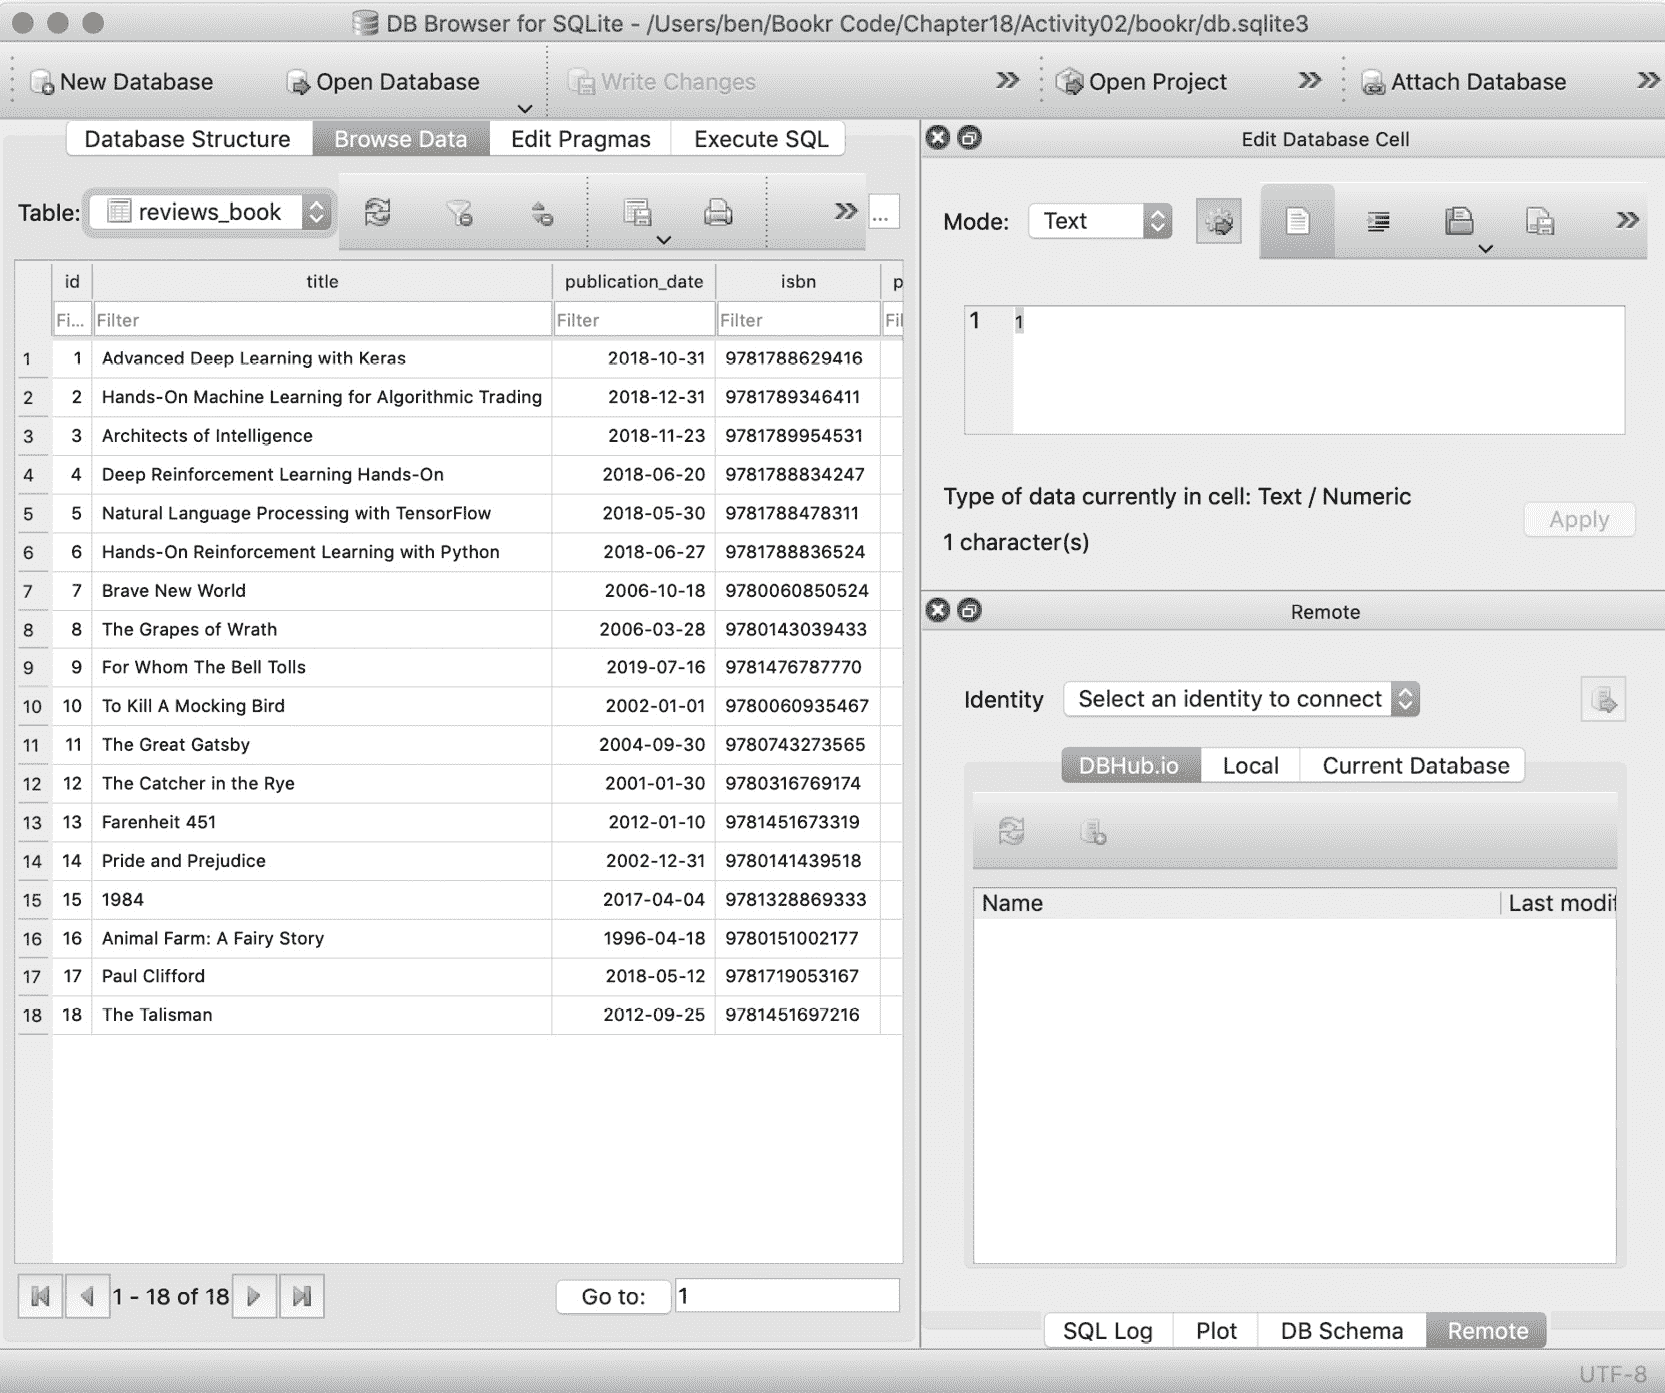 DB Browser for SQLite - /Users/ben/Bookr Code/Chapter18/Activity02/bookr/db.sqlite3
New Database Open Database Write Changes Open Project Attach Database
Database Structure Browse Data Edit Pragmas Execute SQL
Table: reviews_book ...
id title publication_date isbn p
Fi... Filter Filter Filter Fil
1 1 Advanced Deep Learning with Keras 2018-10-31 9781788629416
2 2 Hands-On Machine Learning for Algorithmic Trading 2018-12-31 9781789346411
3 3 Architects of Intelligence 2018-11-23 9781789954531
4 4 Deep Reinforcement Learning Hands-On 2018-06-20 9781788834247
5 5 Natural Language Processing with TensorFlow 2018-05-30 9781788478311
6 6 Hands-On Reinforcement Learning with Python 2018-06-27 9781788836524
7 7 Brave New World 2006-10-18 9780060850524
8 8 The Grapes of Wrath 2006-03-28 9780143039433
9 9 For Whom The Bell Tolls 2019-07-16 9781476787770
10 10 To Kill A Mocking Bird 2002-01-01 9780060935467
11 11 The Great Gatsby 2004-09-30 9780743273565
12 12 The Catcher in the Rye 2001-01-30 9780316769174
13 13 Farenheit 451 2012-01-10 9781451673319
14 14 Pride and Prejudice 2002-12-31 9780141439518
15 15 1984 2017-04-04 9781328869333
16 16 Animal Farm: A Fairy Story 1996-04-18 9780151002177
17 17 Paul Clifford 2018-05-12 9781719053167
18 18 The Talisman 2012-09-25 9781451697216
1 - 18 of 18 Go to: 1
Edit Database Cell
Mode: Text
1 1
Type of data currently in cell: Text / Numeric
1 character(s)
Apply
Remote
Identity Select an identity to connect
DBHub.io Local Current Database
Name Last modif
SQL Log Plot DB Schema Remote
UTF-8